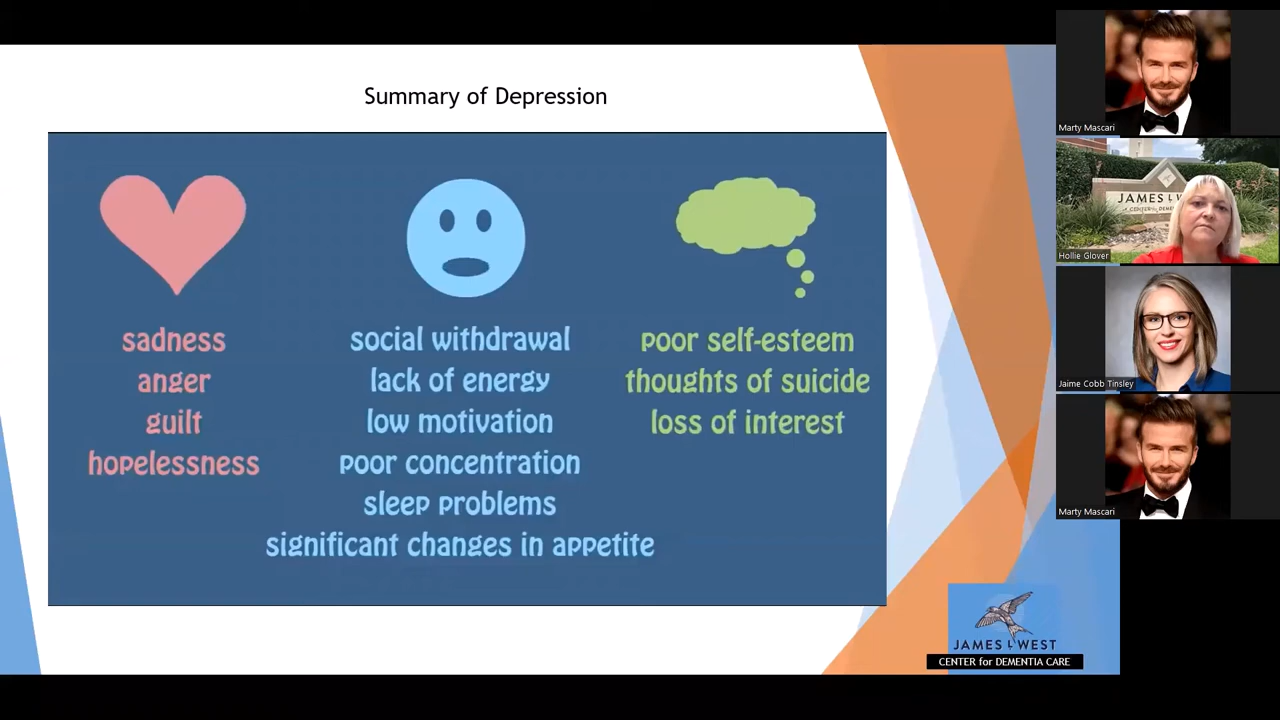 Summary of Depression
sadness
anger
guilt
hopelessness
social withdrawal
lack of energy
low motivation
poor concentration
sleep problems
significant changes in appetite
poor self-esteem
thoughts of suicide
loss of interest
JAMES L WEST
CENTER for DEMENTIA CARE
Marty Mascari
JAMES L W
Hollie Glover
Jaime Cobb Tinsley
Marty Mascari